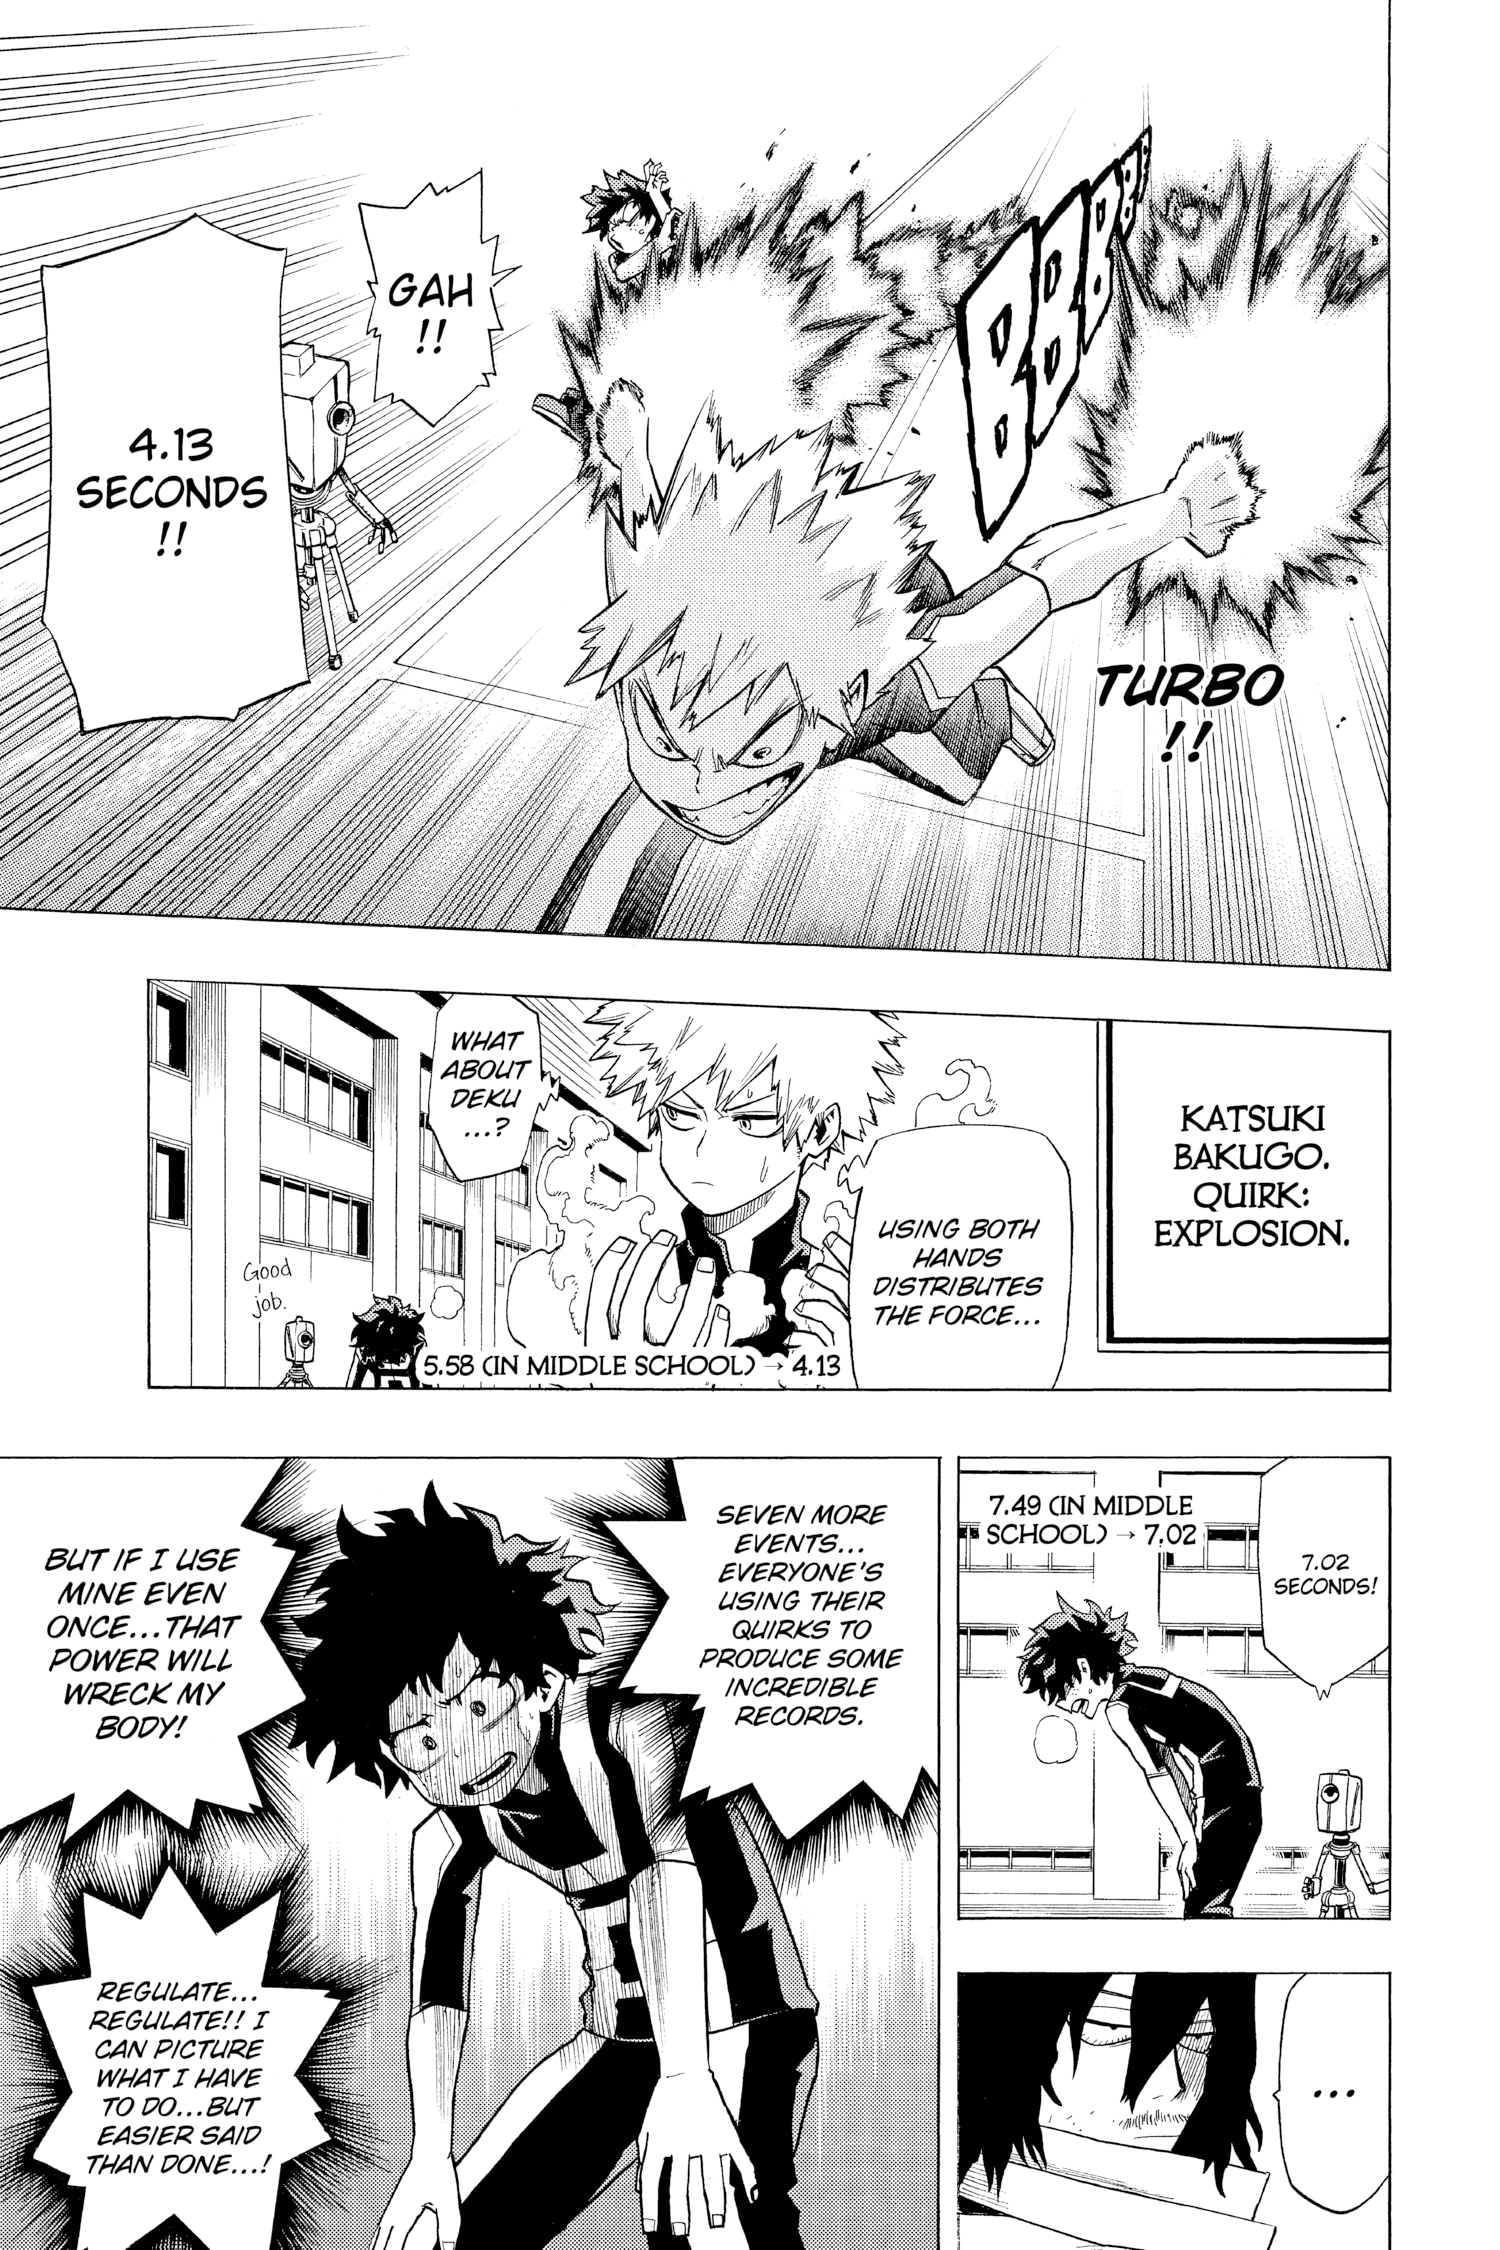 BBBBBB
TURBO
!!
GAH
!!
4.13
SECONDS
!!
KATSUKI
BAKUGO.
QUIRK:
EXPLOSION.
USING BOTH
HANDS
DISTRIBUTES
THE FORCE...
WHAT
ABOUT
DEKU
...?
5.58 (IN MIDDLE SCHOOL) → 4.13
Good
job.
7.02
SECONDS!
7.49 (IN MIDDLE
SCHOOL) → 7.02
...
SEVEN MORE
EVENTS...
EVERYONE'S
USING THEIR
QUIRKS TO
PRODUCE SOME
INCREDIBLE
RECORDS.
BUT IF I USE
MINE EVEN
ONCE...THAT
POWER WILL
WRECK MY
BODY!
REGULATE...
REGULATE!! I
CAN PICTURE
WHAT I HAVE
TO DO...BUT
EASIER SAID
THAN DONE...!